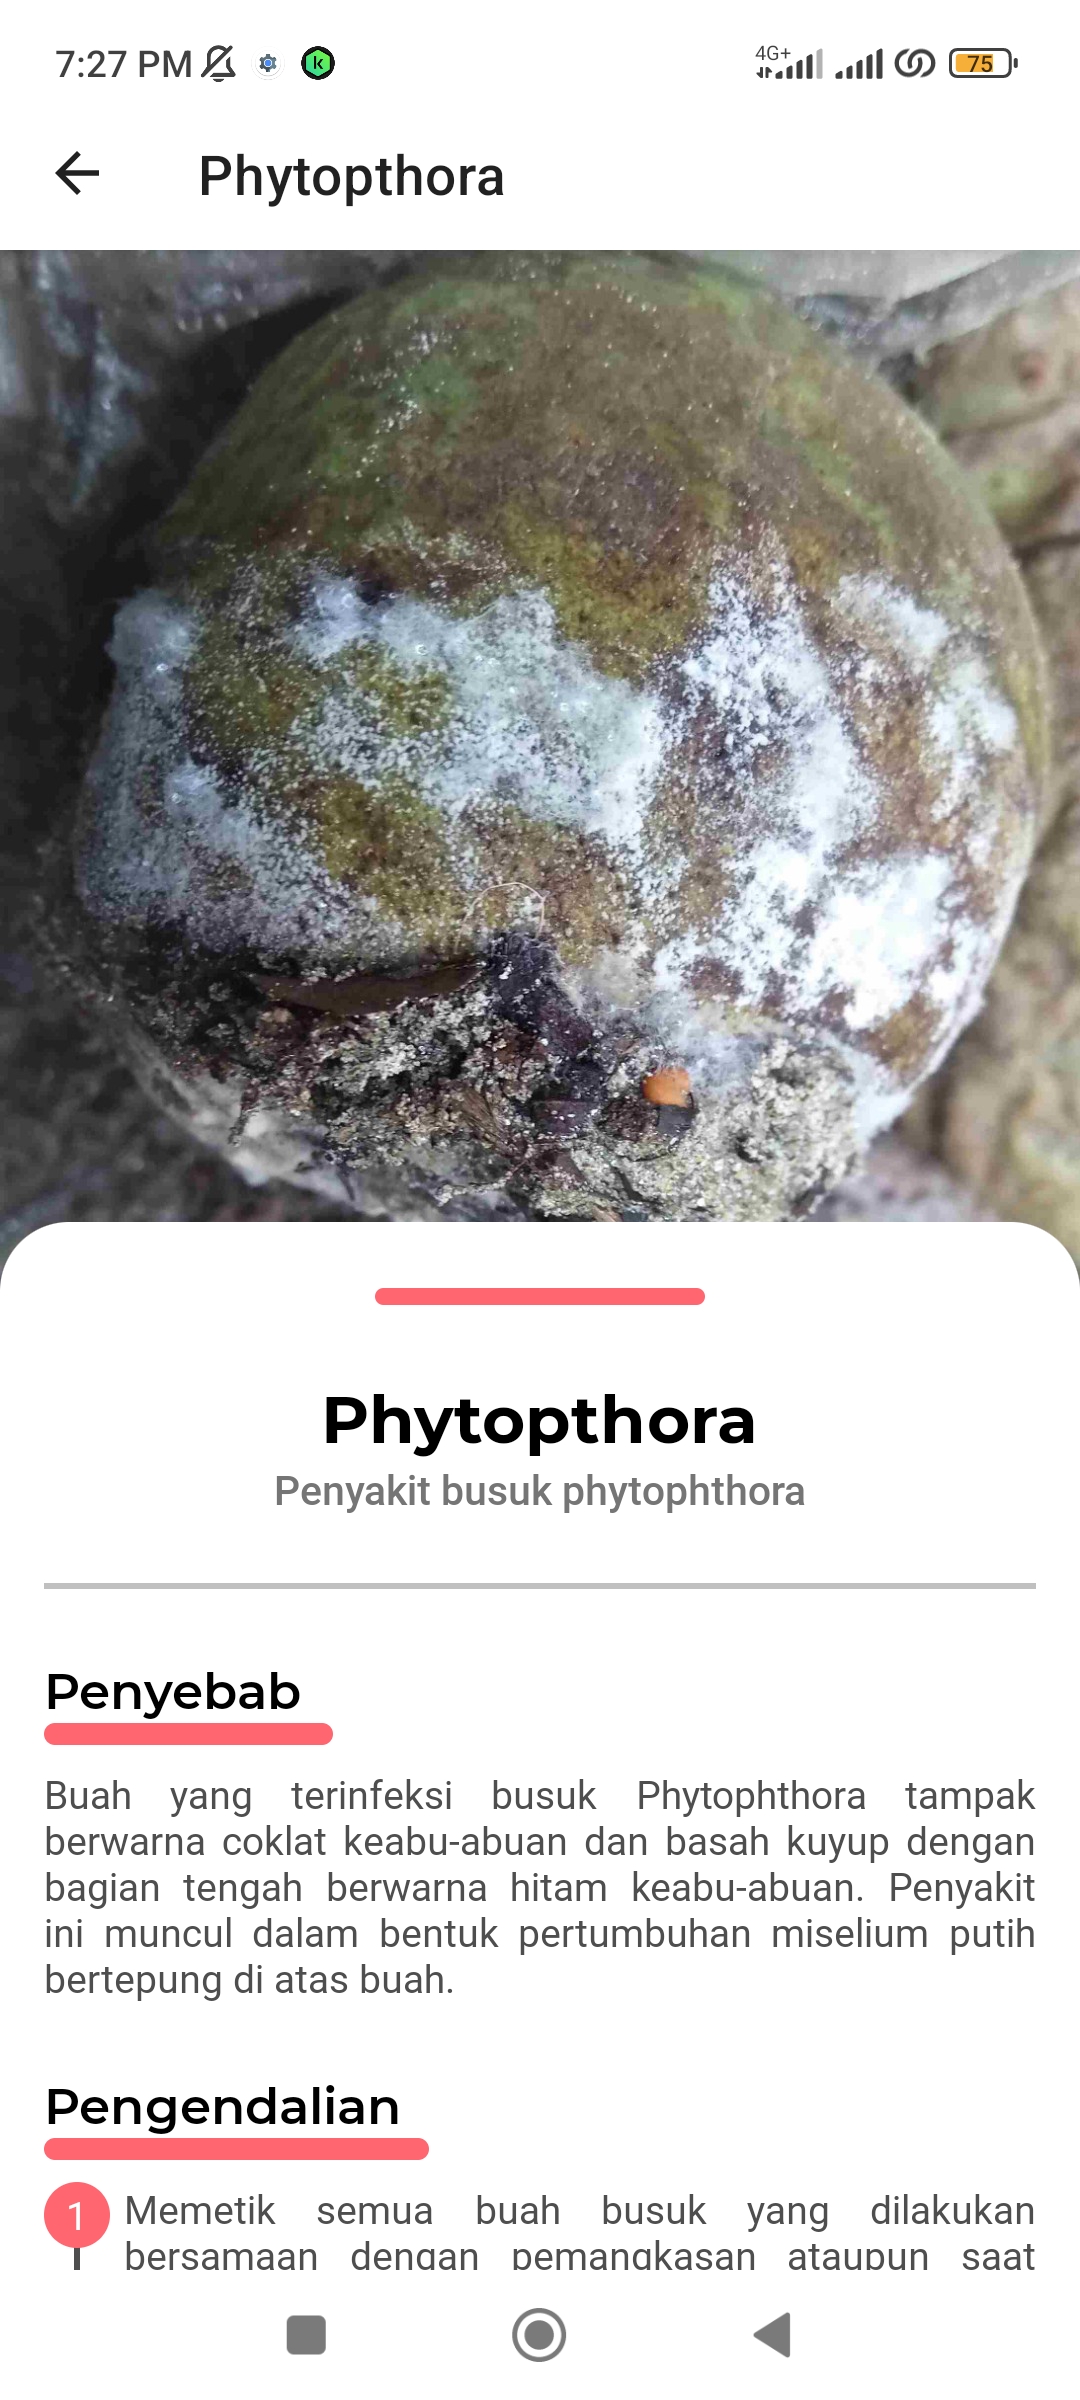 7:27 PM
4G+
75
Phytopthora
Phytopthora
Penyakit busuk phytophthora
Penyebab
Buah yang terinfeksi busuk Phytophthora tampak
berwarna coklat keabu-abuan dan basah kuyup dengan
bagian tengah berwarna hitam keabu-abuan. Penyakit
ini muncul dalam bentuk pertumbuhan miselium putih
bertepung di atas buah.
Pengendalian
1 Memetik semua buah busuk yang dilakukan
bersamaan dengan pemangkasan ataupun saat